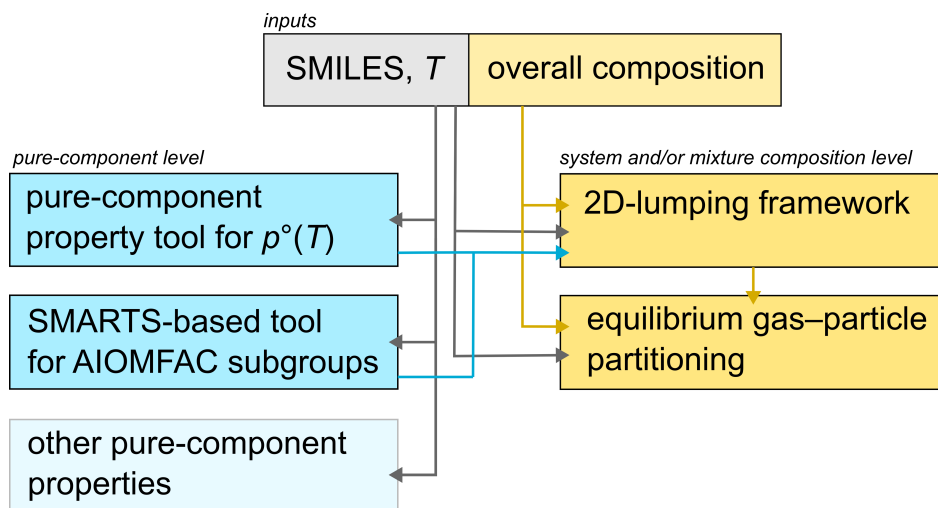 inputs
SMILES, T
overall composition
pure-component level
pure-component
property tool for p°(T)
SMARTS-based tool
for AIOMFAC subgroups
other pure-component
properties
system and/or mixture composition level
2D-lumping framework
equilibrium gas–particle
partitioning